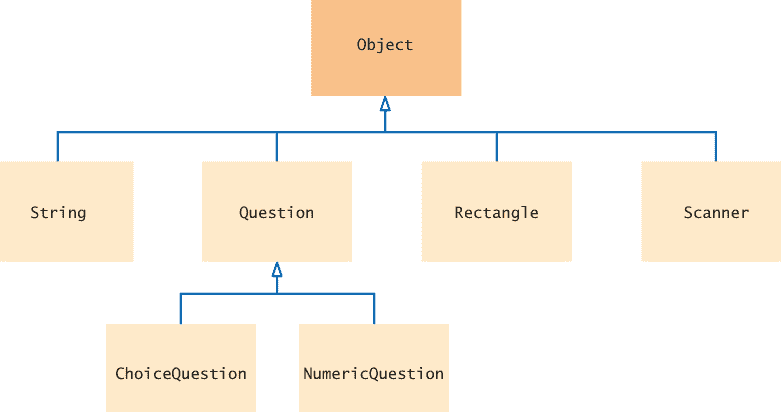 Object
String
Question
Rectangle
Scanner
ChoiceQuestion
NumericQuestion